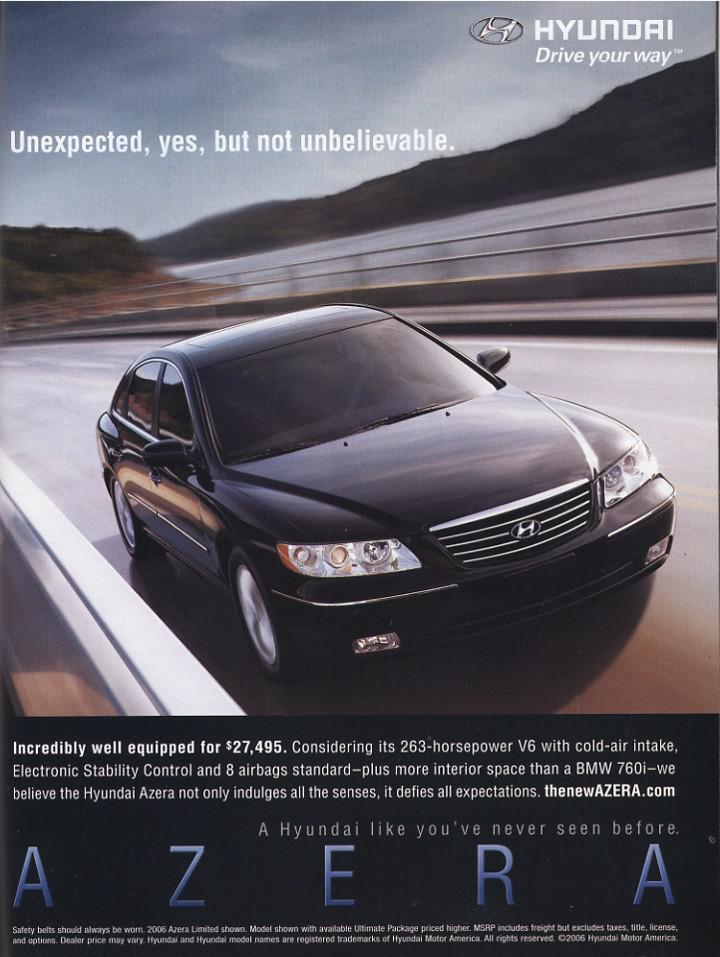 HYUNDAI
Drive your way™
Unexpected, yes, but not unbelievable.
Incredibly well equipped for $27,495. Considering its 263-horsepower V6 with cold-air intake,
Electronic Stability Control and 8 airbags standard–plus more interior space than a BMW 760i–we
believe the Hyundai Azera not only indulges all the senses, it defies all expectations. thenewAZERA.com
A Hyundai like you've never seen before.
AZERA
Safety belts should always be worn. 2006 Azera Limited shown. Model shown with available Ultimate Package priced higher. MSRP includes freight but excludes taxes, title, license,
and options. Dealer price may vary. Hyundai and Hyundai model names are registered trademarks of Hyundai Motor America. All rights reserved. ©2006 Hyundai Motor America.